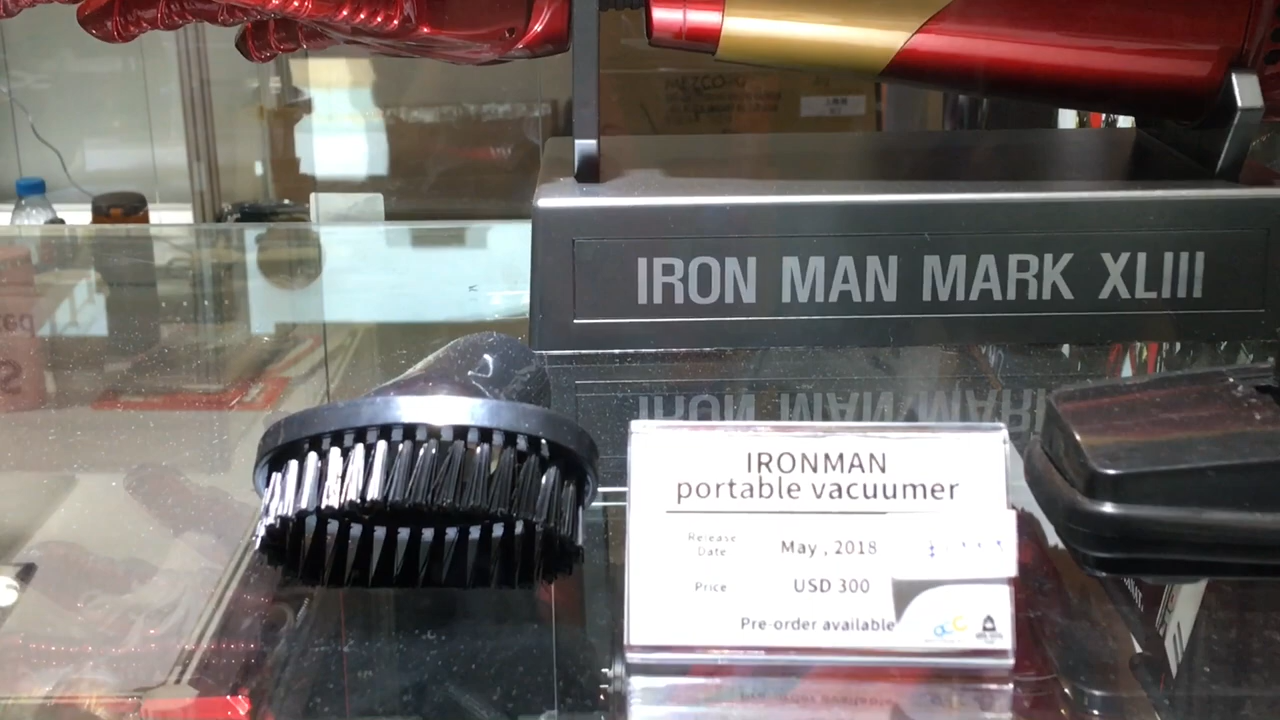 IRON MAN MARK XLIII
IRONMAN
portable vacuumer
Release
Date
May , 2018
Price
USD 300
Pre-order available